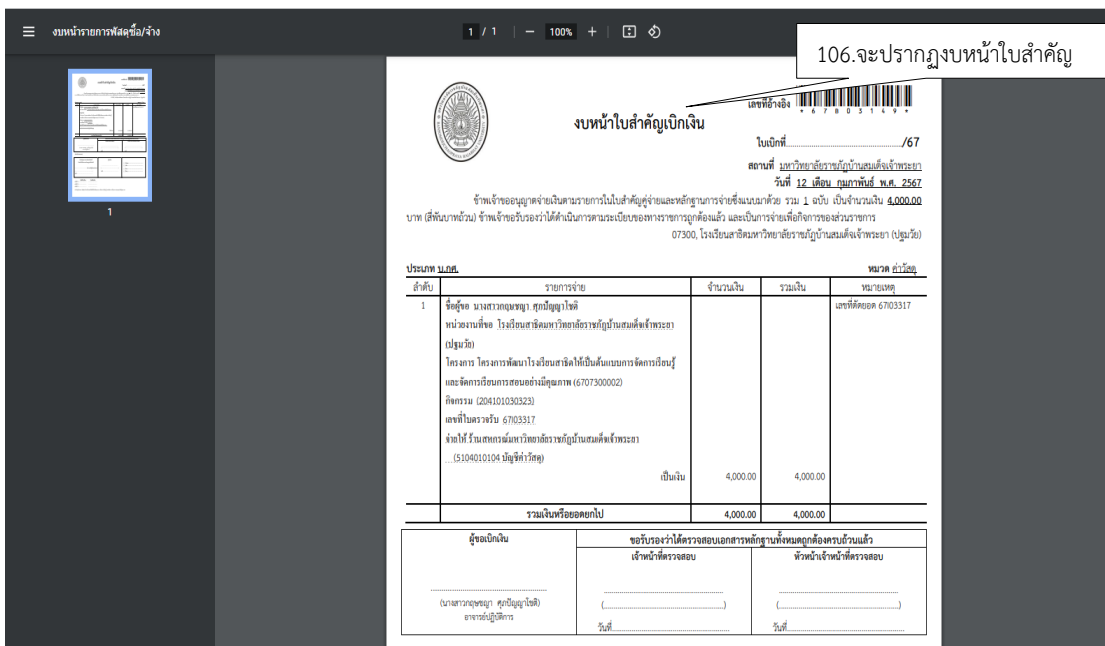 งบหน้ารายการพัสดุซื้อ/จ้าง
1 / 1 | − 100% + |
106.จะปรากฏงบหน้าใบสำคัญ
1
เลขที่อ้างอิง
* 6 7 8 0 3 1 4 9 *
งบหน้าใบสำคัญเบิกเงิน
ใบเบิกที่............................/67
สถานที่ มหาวิทยาลัยราชภัฏบ้านสมเด็จเจ้าพระยา
วันที่ 12 เดือน กุมภาพันธ์ พ.ศ. 2567
ข้าพเจ้าขออนุญาตจ่ายเงินตามรายการในใบสำคัญคู่จ่ายและหลักฐานการจ่ายซึ่งแนบมาด้วย รวม 1 ฉบับ เป็นจำนวนเงิน 4,000.00
บาท (สี่พันบาทถ้วน) ข้าพเจ้าขอรับรองว่าได้ดำเนินการตามระเบียบของทางราชการถูกต้องแล้ว และเป็นการจ่ายเพื่อกิจการของส่วนราชการ
07300, โรงเรียนสาธิตมหาวิทยาลัยราชภัฏบ้านสมเด็จเจ้าพระยา (ปฐมวัย)
ประเภท บ.กศ. หมวด ค่าวัสดุ
ลำดับ รายการจ่าย จำนวนเงิน รวมเงิน หมายเหตุ
1 ชื่อผู้ขอ นางสาวกฤษชญา ศุภปัญญาโชติ เลขที่ตัดยอด 67I03317
หน่วยงานที่ขอ โรงเรียนสาธิตมหาวิทยาลัยราชภัฏบ้านสมเด็จเจ้าพระยา
(ปฐมวัย)
โครงการ โครงการพัฒนาโรงเรียนสาธิตให้เป็นต้นแบบการจัดการเรียนรู้
และจัดการเรียนการสอนอย่างมีคุณภาพ (6707300002)
กิจกรรม (204101030323)
เลขที่ใบตรวจรับ 67I03317
จ่ายให้ ร้านสหกรณ์มหาวิทยาลัยราชภัฏบ้านสมเด็จเจ้าพระยา
(5104010104 บัญชีค่าวัสดุ)
เป็นเงิน 4,000.00 4,000.00
รวมเงินหรือยอดยกไป 4,000.00 4,000.00
ผู้ขอเบิกเงิน ขอรับรองว่าได้ตรวจสอบเอกสารหลักฐานทั้งหมดถูกต้องครบถ้วนแล้ว
เจ้าหน้าที่ตรวจสอบ หัวหน้าเจ้าหน้าที่ตรวจสอบ
(นางสาวกฤษชญา ศุภปัญญาโชติ) (............................) (............................)
อาจารย์ปฏิบัติการ
วันที่............................ วันที่............................